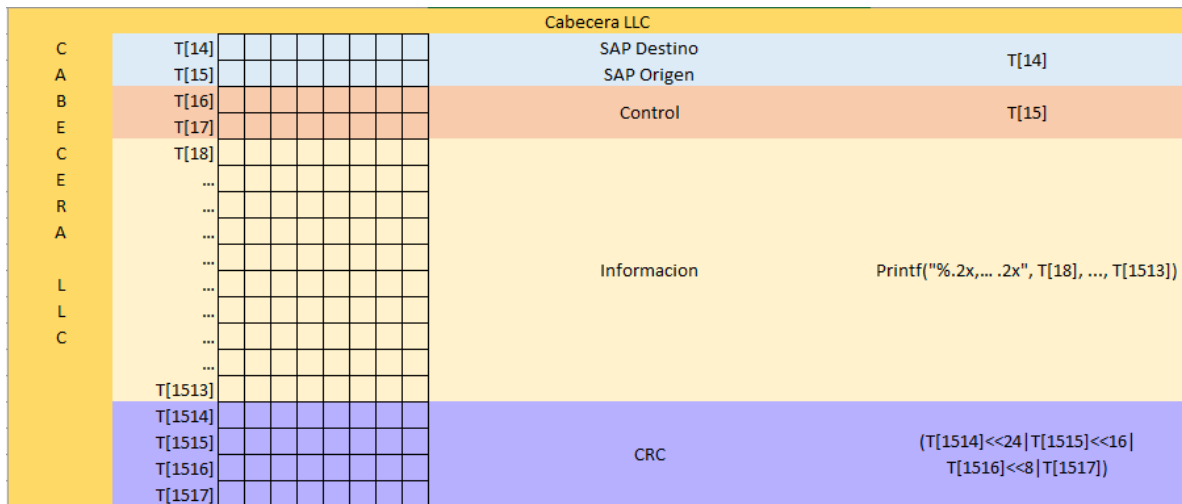 Cabecera LLC
C T[14] SAP Destino T[14]
A T[15] SAP Origen
B T[16] Control T[15]
E T[17]
C T[18]
E ...
R ...
A ...
...
L ... Informacion Printf("%.2x,... .2x", T[18], ..., T[1513])
L ...
C ...
...
T[1513]
T[1514]
T[1515] CRC (T[1514]<<24|T[1515]<<16|
T[1516] T[1516]<<8|T[1517])
T[1517]